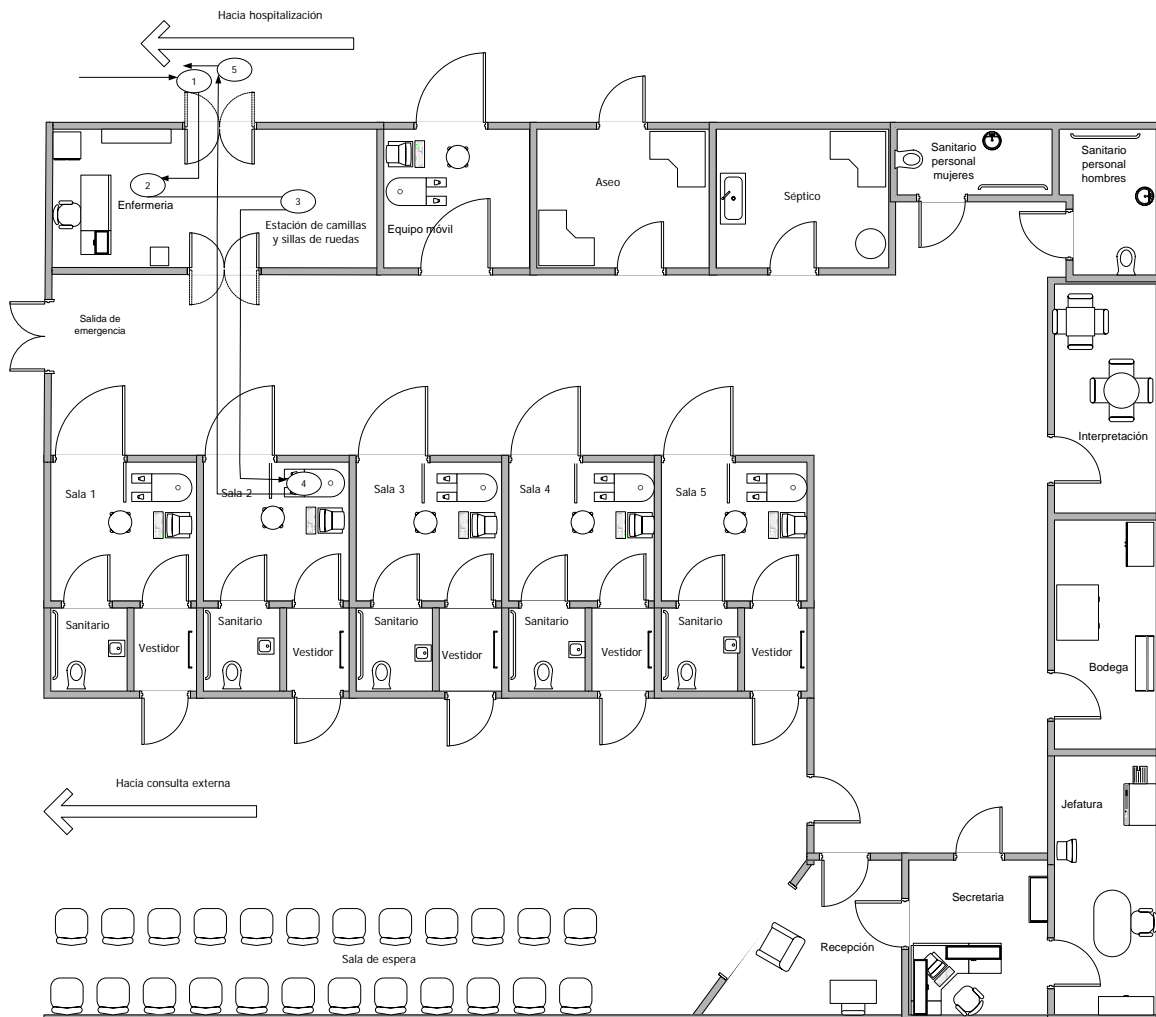 Hacia hospitalización
5
1
Sanitario
personal
mujeres
Sanitario
personal
hombres
2
Enfermeria
3
Estación de camillas
y sillas de ruedas
Equipo móvil
Aseo
Séptico
Salida de
emergencia
Interpretación
Sala 1
Sala 2
4
Sala 3
Sala 4
Sala 5
Sanitario
Vestidor
Sanitario
Vestidor
Sanitario
Vestidor
Sanitario
Vestidor
Sanitario
Vestidor
Bodega
Hacia consulta externa
Jefatura
Secretaria
Recepción
Sala de espera